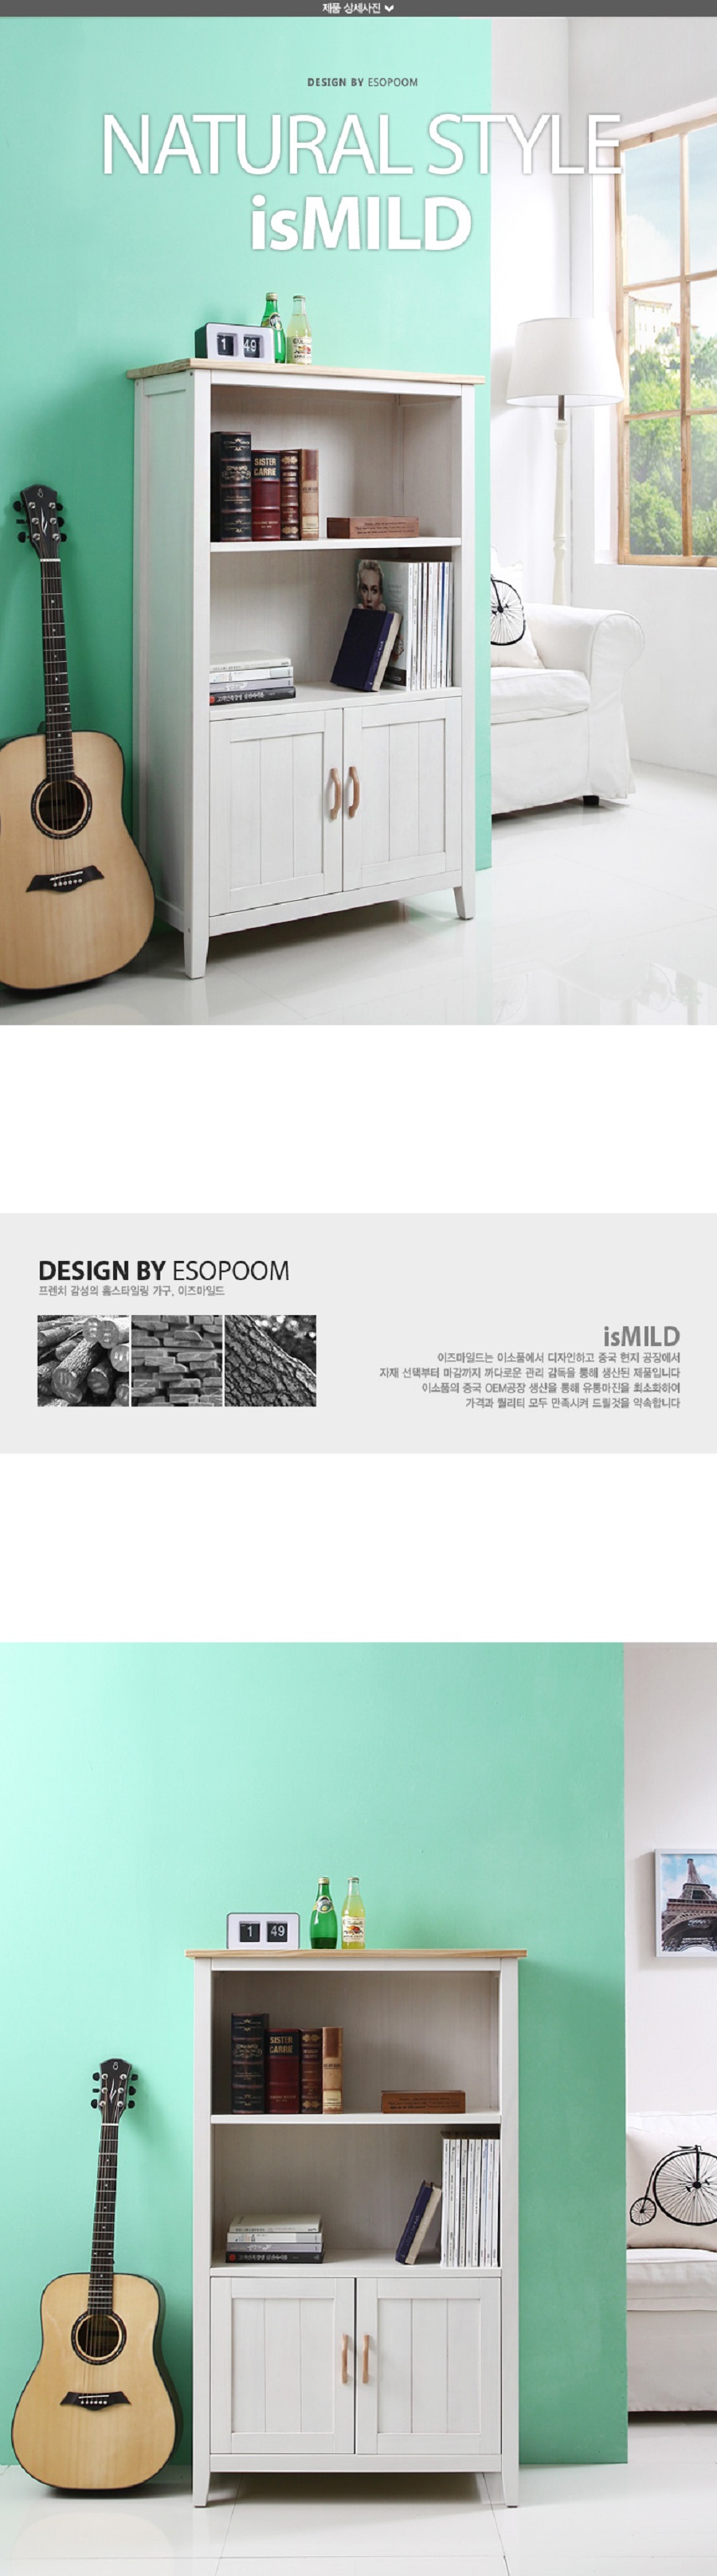 제품 상세사진
DESIGN BY ESOPOOM
NATURAL STYLE
isMILD
1 49
SISTER
CARRIE
DESIGN BY ESOPOOM
프렌치 감성의 홈스타일링 가구, 이즈마일드
isMILD
이즈마일드는 이소품에서 디자인하고 중국 현지 공장에서
자재 선택부터 마감까지 까다로운 관리 감독을 통해 생산된 제품입니다
이소품의 중국 OEM공장 생산을 통해 유통마진을 최소화하여
가격과 퀄리티 모두 만족시켜 드릴것을 약속합니다
1 49
SISTER
CARRIE